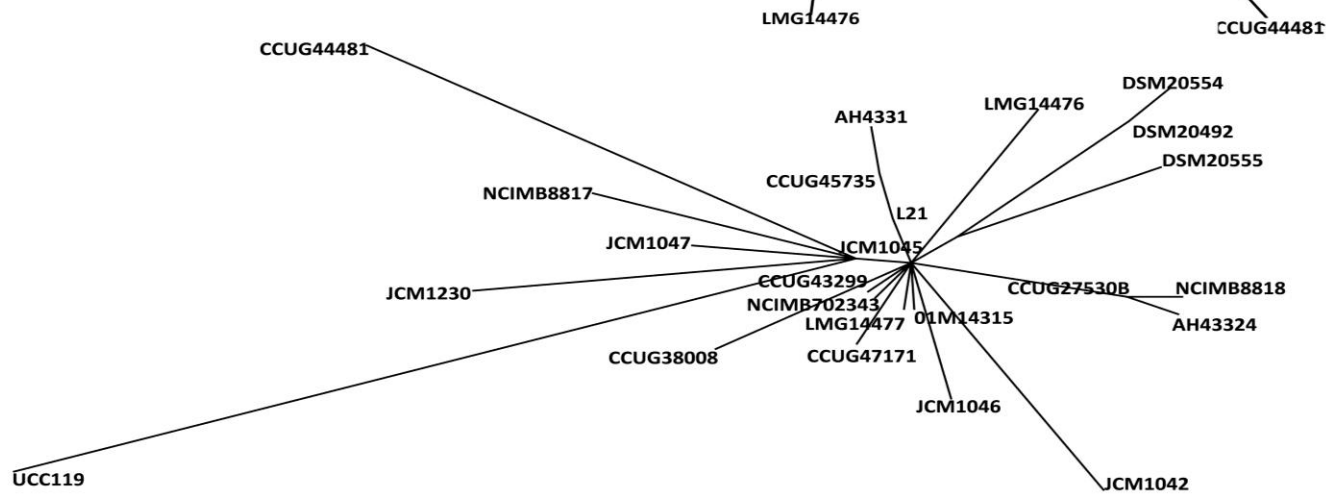 LMG14476
CCUG44481
CCUG44481
DSM20554
LMG14476
AH4331
DSM20492
DSM20555
CCUG45735
NCIMB8817
L21
JCM1047
JCM1045
CCUG43299
CCUG27530B
NCIMB8818
JCM1230
NCIMB702343
01M14315
LMG14477
AH43324
CCUG38008
CCUG47171
JCM1046
UCC119
JCM1042